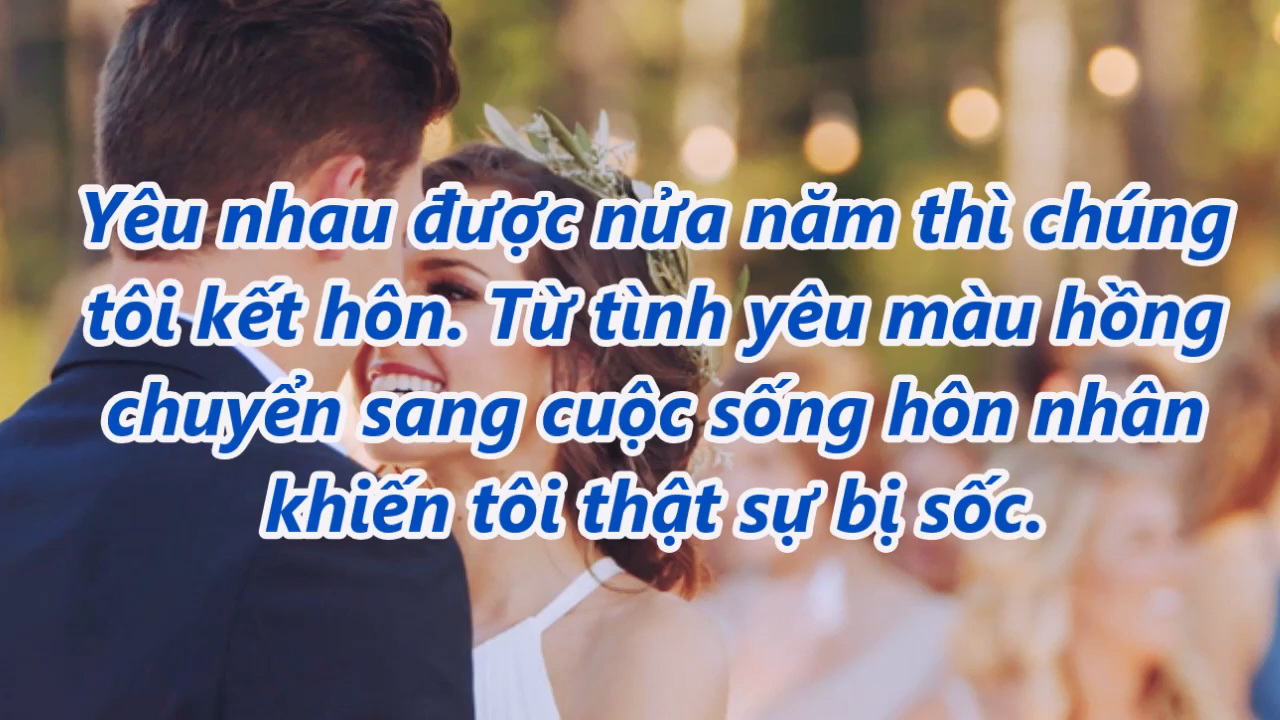 Yêu nhau được nửa năm thì chúng
tôi kết hôn. Từ tình yêu màu hồng
chuyển sang cuộc sống hôn nhân
khiến tôi thật sự bị sốc.